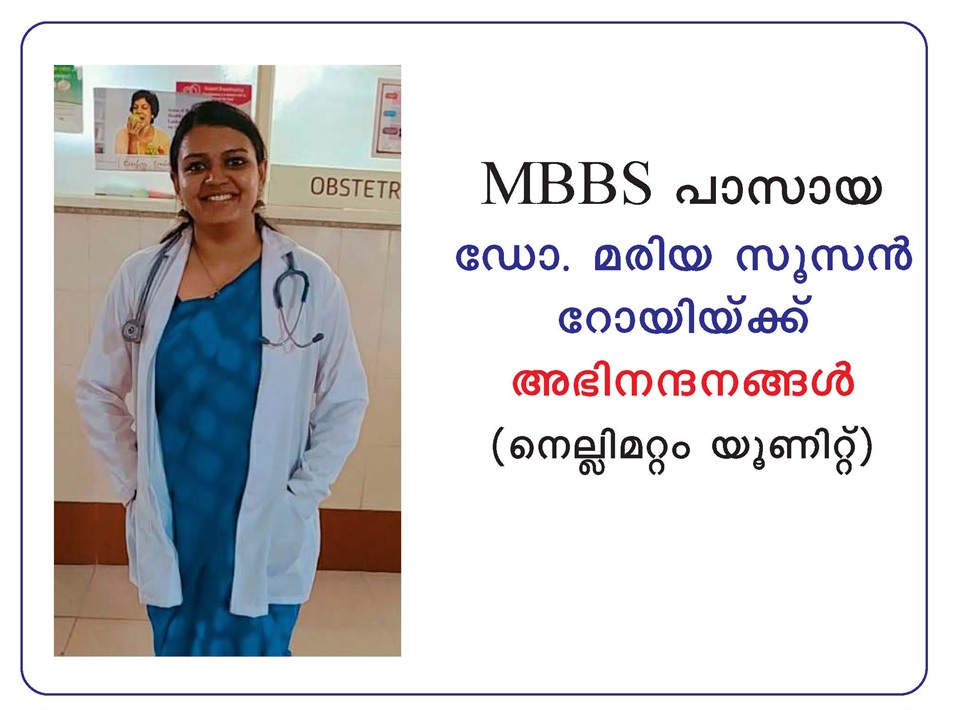 OBSTETR
MBBS പാസായ
ഡോ. മരിയ സൂസൻ
റോയിയ്ക്ക്
അഭിനന്ദനങ്ങൾ
(നെല്ലിമറ്റം യൂണിറ്റ്)